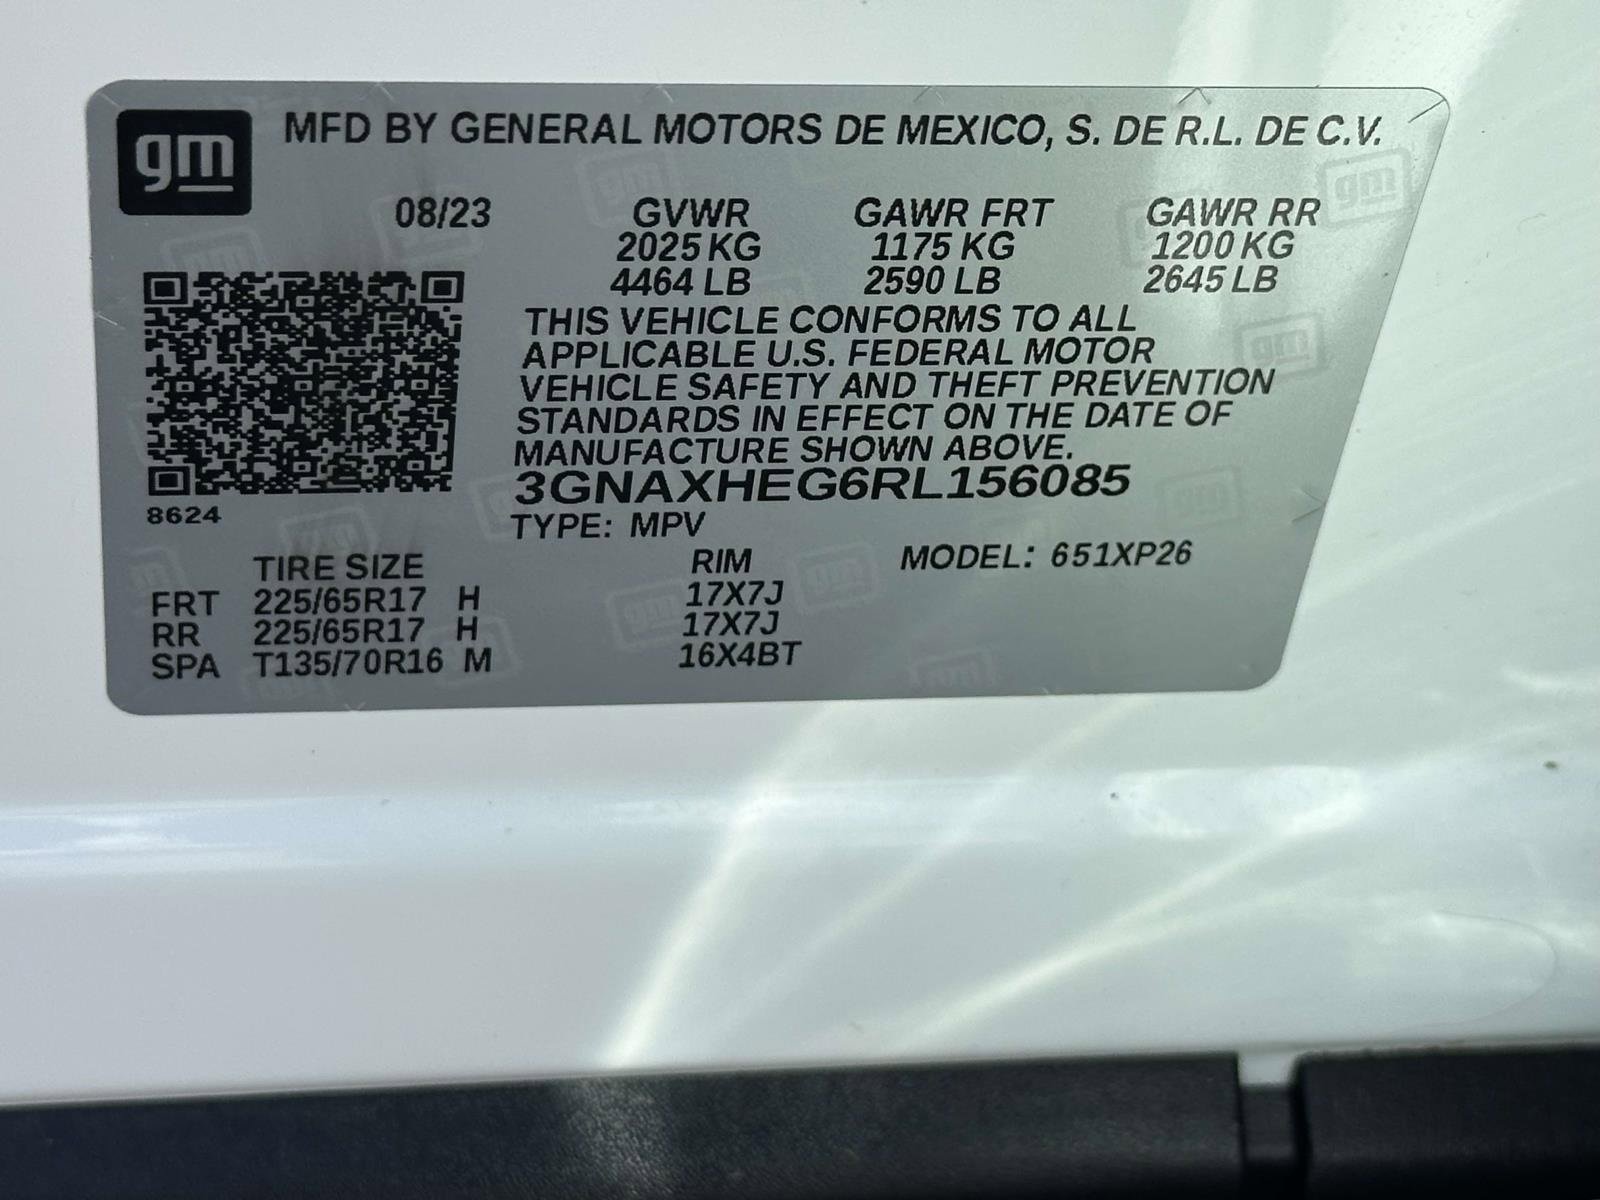 gm MFD BY GENERAL MOTORS DE MEXICO, S. DE R.L. DE C.V.
08/23 GVWR GAWR FRT GAWR RR
2025 KG 1175 KG 1200 KG
4464 LB 2590 LB 2645 LB
THIS VEHICLE CONFORMS TO ALL
APPLICABLE U.S. FEDERAL MOTOR
VEHICLE SAFETY AND THEFT PREVENTION
STANDARDS IN EFFECT ON THE DATE OF
MANUFACTURE SHOWN ABOVE.
3GNAXHEG6RL156085
8624
TYPE: MPV
TIRE SIZE RIM MODEL: 651XP26
FRT 225/65R17 H 17X7J
RR 225/65R17 H 17X7J
SPA T135/70R16 M 16X4BT